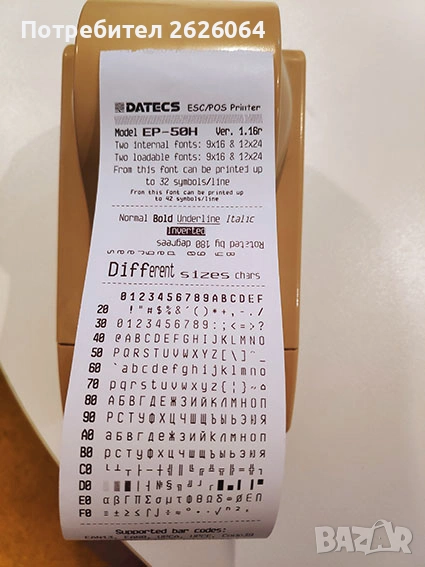 Потребител 2626064
DATECS ESC/POS Printer
Model EP-50H Ver. 1.16r
Two internal fonts: 9x16 & 12x24
Two loadable fonts: 9x16 & 12x24
From this font can be printed up
to 32 symbols/line
From this font can be printed up
to 42 symbols/line
Normal Bold Underline Italic
Inverted
Rotated by 180 degrees
Different sizes chars
0123456789ABCDEF
20 !"#$%&´()*+,-./
30 0123456789:;<=>?
40 @ABCDEFGHIJKLMNO
50 PQRSTUVWXYZ[\]^_
60 `abcdefghijklmno
70 pqrstuvwxyz{¦}~⌂
80 АБВГДЕЖЗИЙКЛМНОП
90 РСТУФХЦЧШЩЪЫЬЭЮЯ
A0 абвгдежзийклмноп
B0 рстуфхцчшщъыьэюя
C0
D0
E0
F0
Supported bar codes:
BAZAR